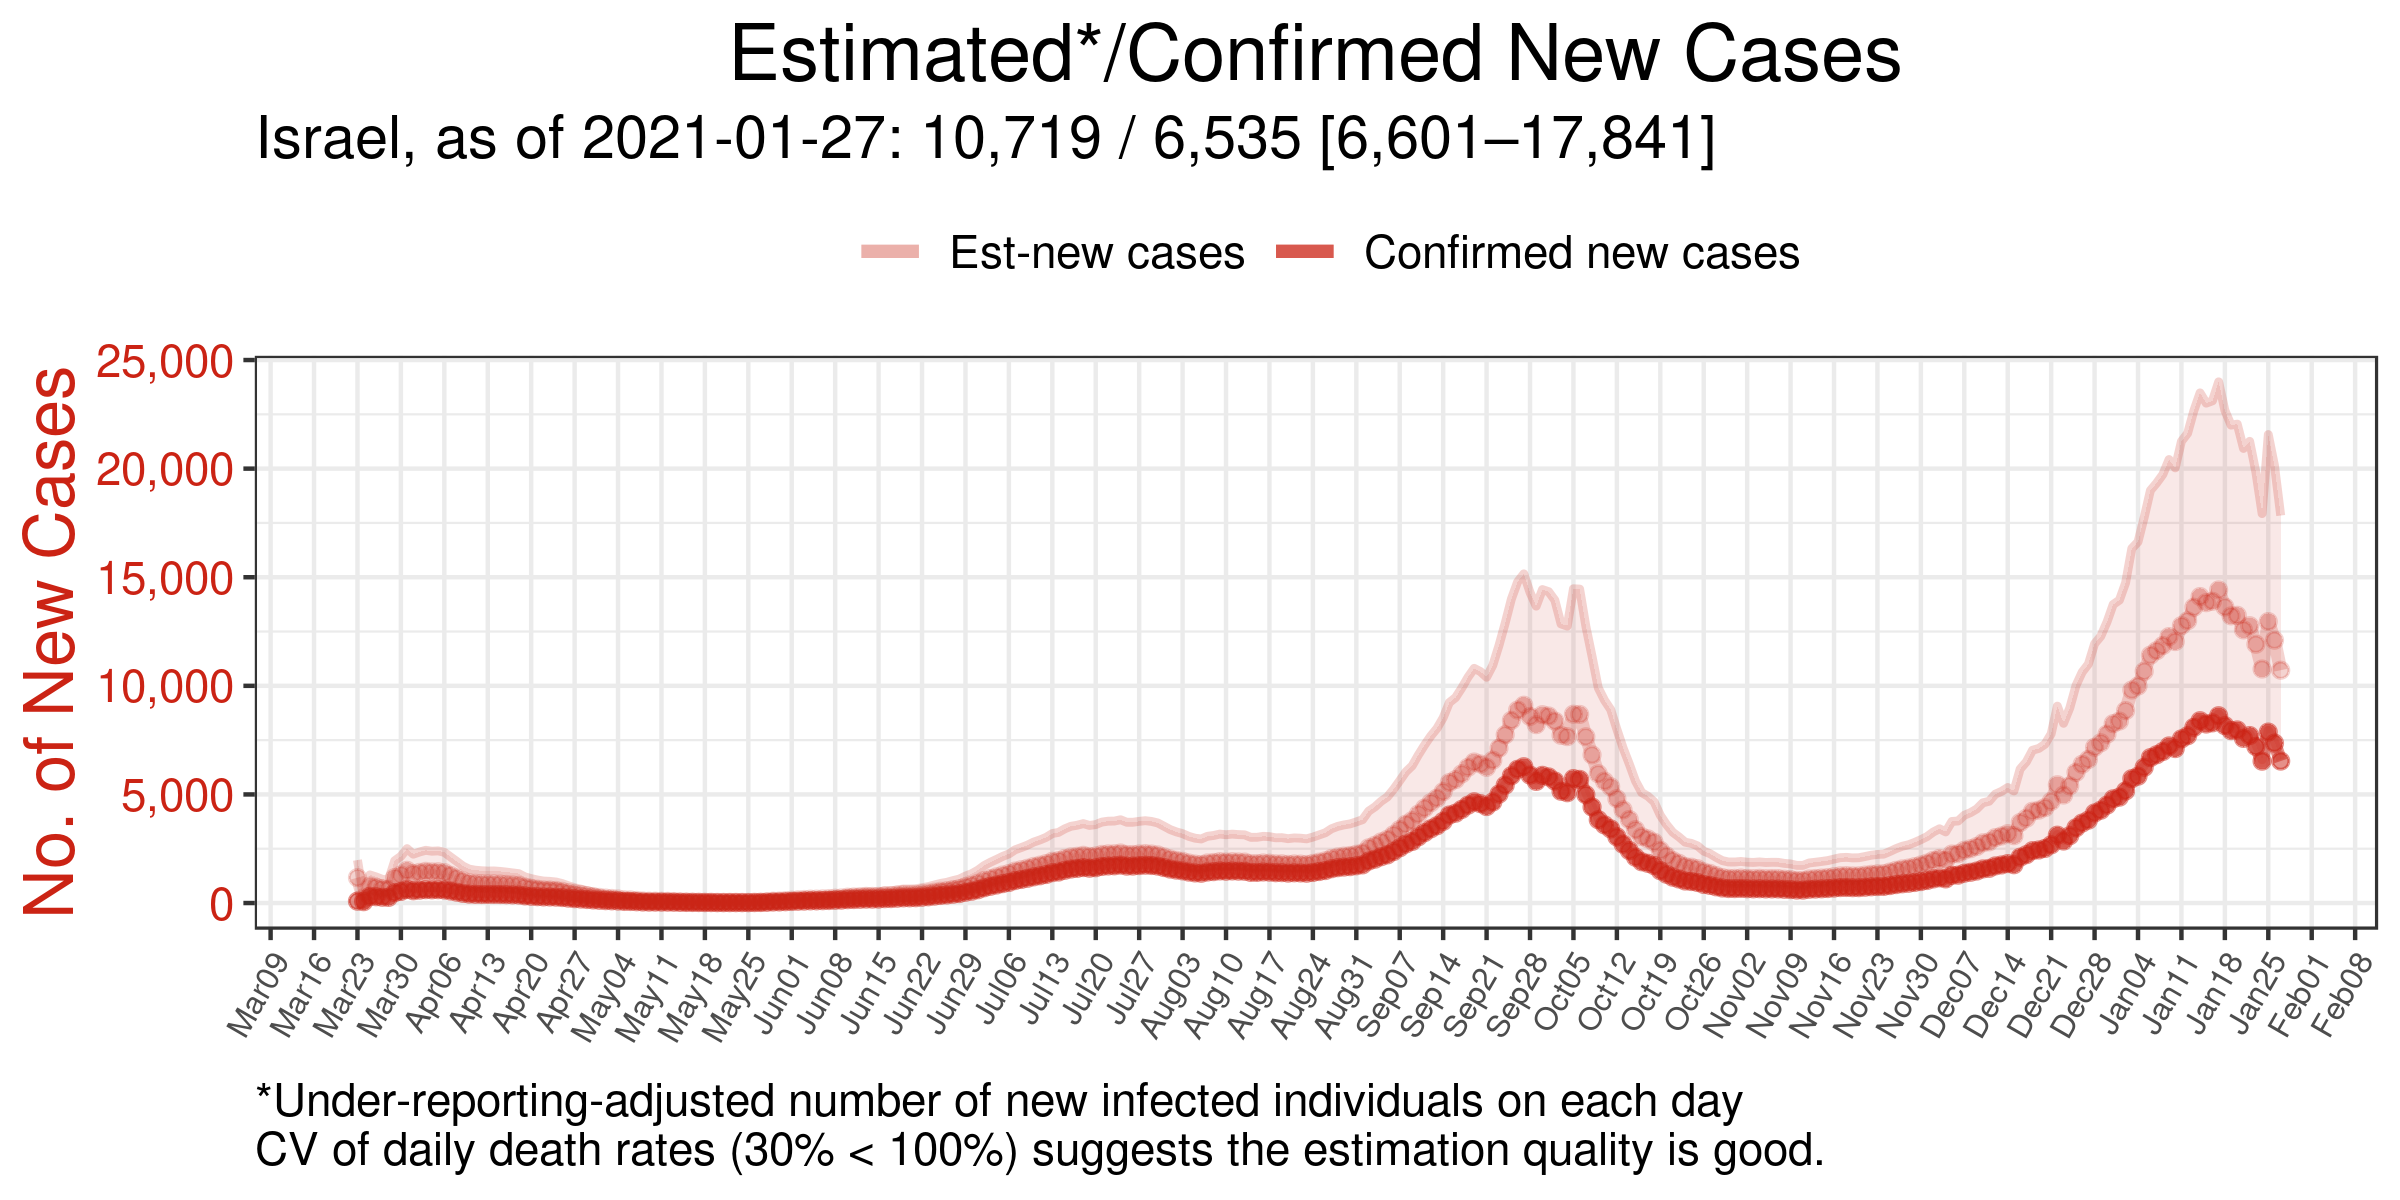 Estimated*/Confirmed New Cases
Israel, as of 2021-01-27: 10,719 / 6,535 [6,601–17,841]
Est-new cases Confirmed new cases
No. of New Cases
25,000
20,000
15,000
10,000
5,000
0
Mar09 Mar16 Mar23 Mar30 Apr06 Apr13 Apr20 Apr27 May04 May11 May18 May25 Jun01 Jun08 Jun15 Jun22 Jun29 Jul06 Jul13 Jul20 Jul27 Aug03 Aug10 Aug17 Aug24 Aug31 Sep07 Sep14 Sep21 Sep28 Oct05 Oct12 Oct19 Oct26 Nov02 Nov09 Nov16 Nov23 Nov30 Dec07 Dec14 Dec21 Dec28 Jan04 Jan11 Jan18 Jan25 Feb01 Feb08
*Under-reporting-adjusted number of new infected individuals on each day
CV of daily death rates (30% < 100%) suggests the estimation quality is good.